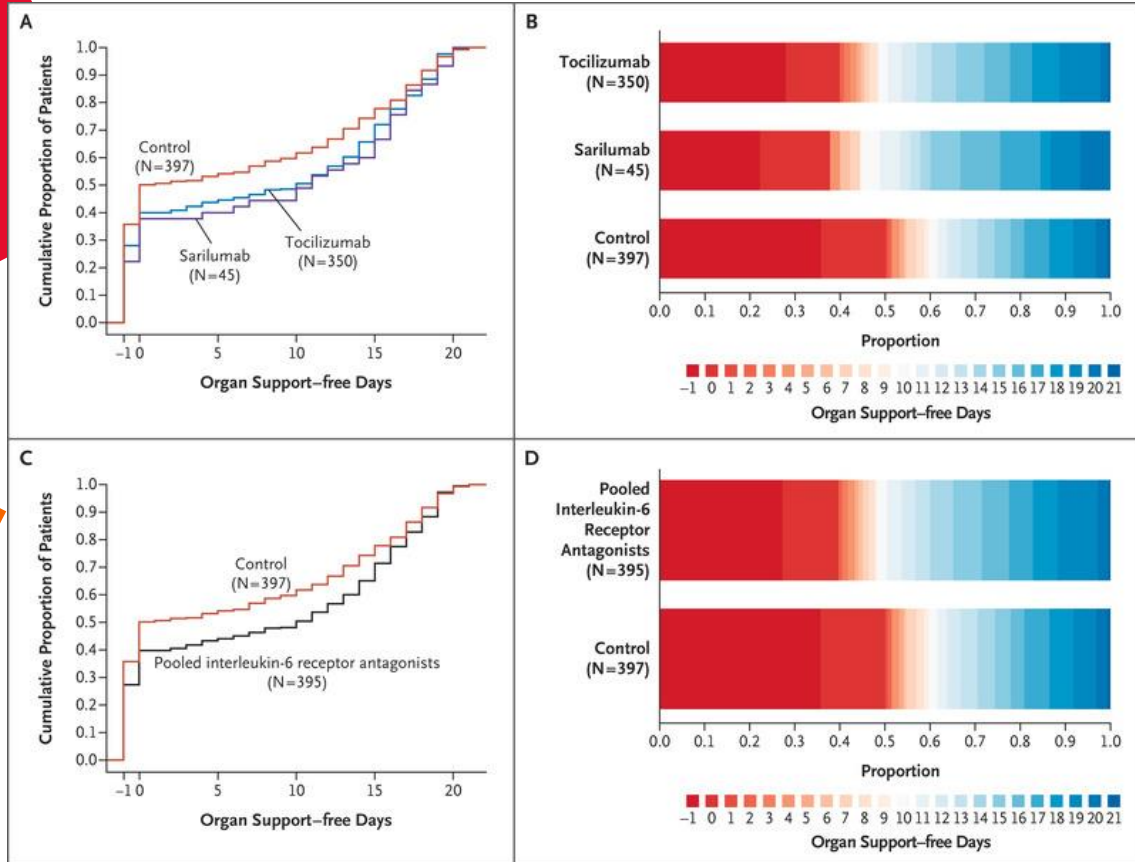 A
1.0
0.9
0.8
0.7
0.6
0.5
0.4
0.3
0.2
0.1
0.0
Cumulative Proportion of Patients
Control
(N=397)
Sarilumab
(N=45)
Tocilizumab
(N=350)
−1 0 5 10 15 20
Organ Support–free Days
B
Tocilizumab
(N=350)
Sarilumab
(N=45)
Control
(N=397)
0.0 0.1 0.2 0.3 0.4 0.5 0.6 0.7 0.8 0.9 1.0
Proportion
−1 0 1 2 3 4 5 6 7 8 9 10 11 12 13 14 15 16 17 18 19 20 21
Organ Support–free Days
C
1.0
0.9
0.8
0.7
0.6
0.5
0.4
0.3
0.2
0.1
0.0
Cumulative Proportion of Patients
Control
(N=397)
Pooled interleukin-6 receptor antagonists
(N=395)
−1 0 5 10 15 20
Organ Support–free Days
D
Pooled
Interleukin-6
Receptor
Antagonists
(N=395)
Control
(N=397)
0.0 0.1 0.2 0.3 0.4 0.5 0.6 0.7 0.8 0.9 1.0
Proportion
−1 0 1 2 3 4 5 6 7 8 9 10 11 12 13 14 15 16 17 18 19 20 21
Organ Support–free Days